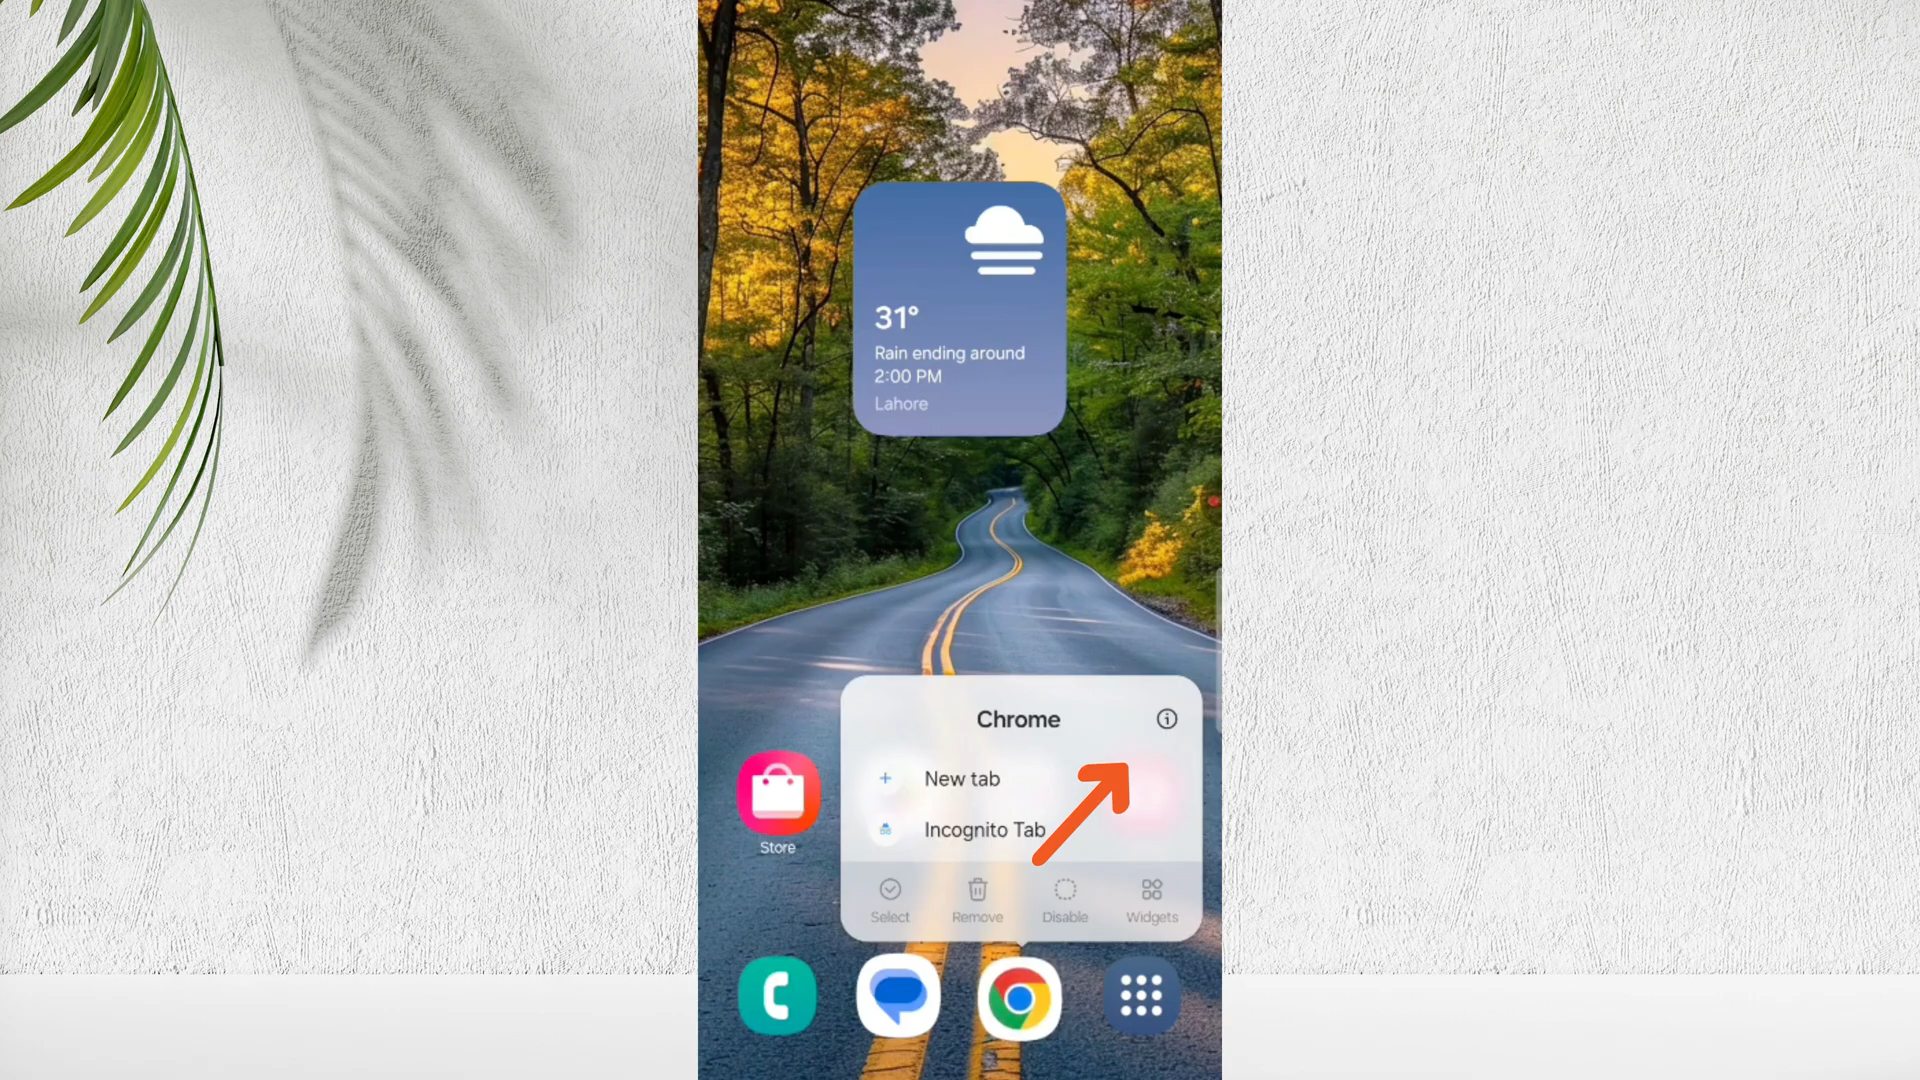 31°
Rain ending around
2:00 PM
Lahore
Chrome
New tab
Incognito Tab
Store
Select
Remove
Disable
Widgets